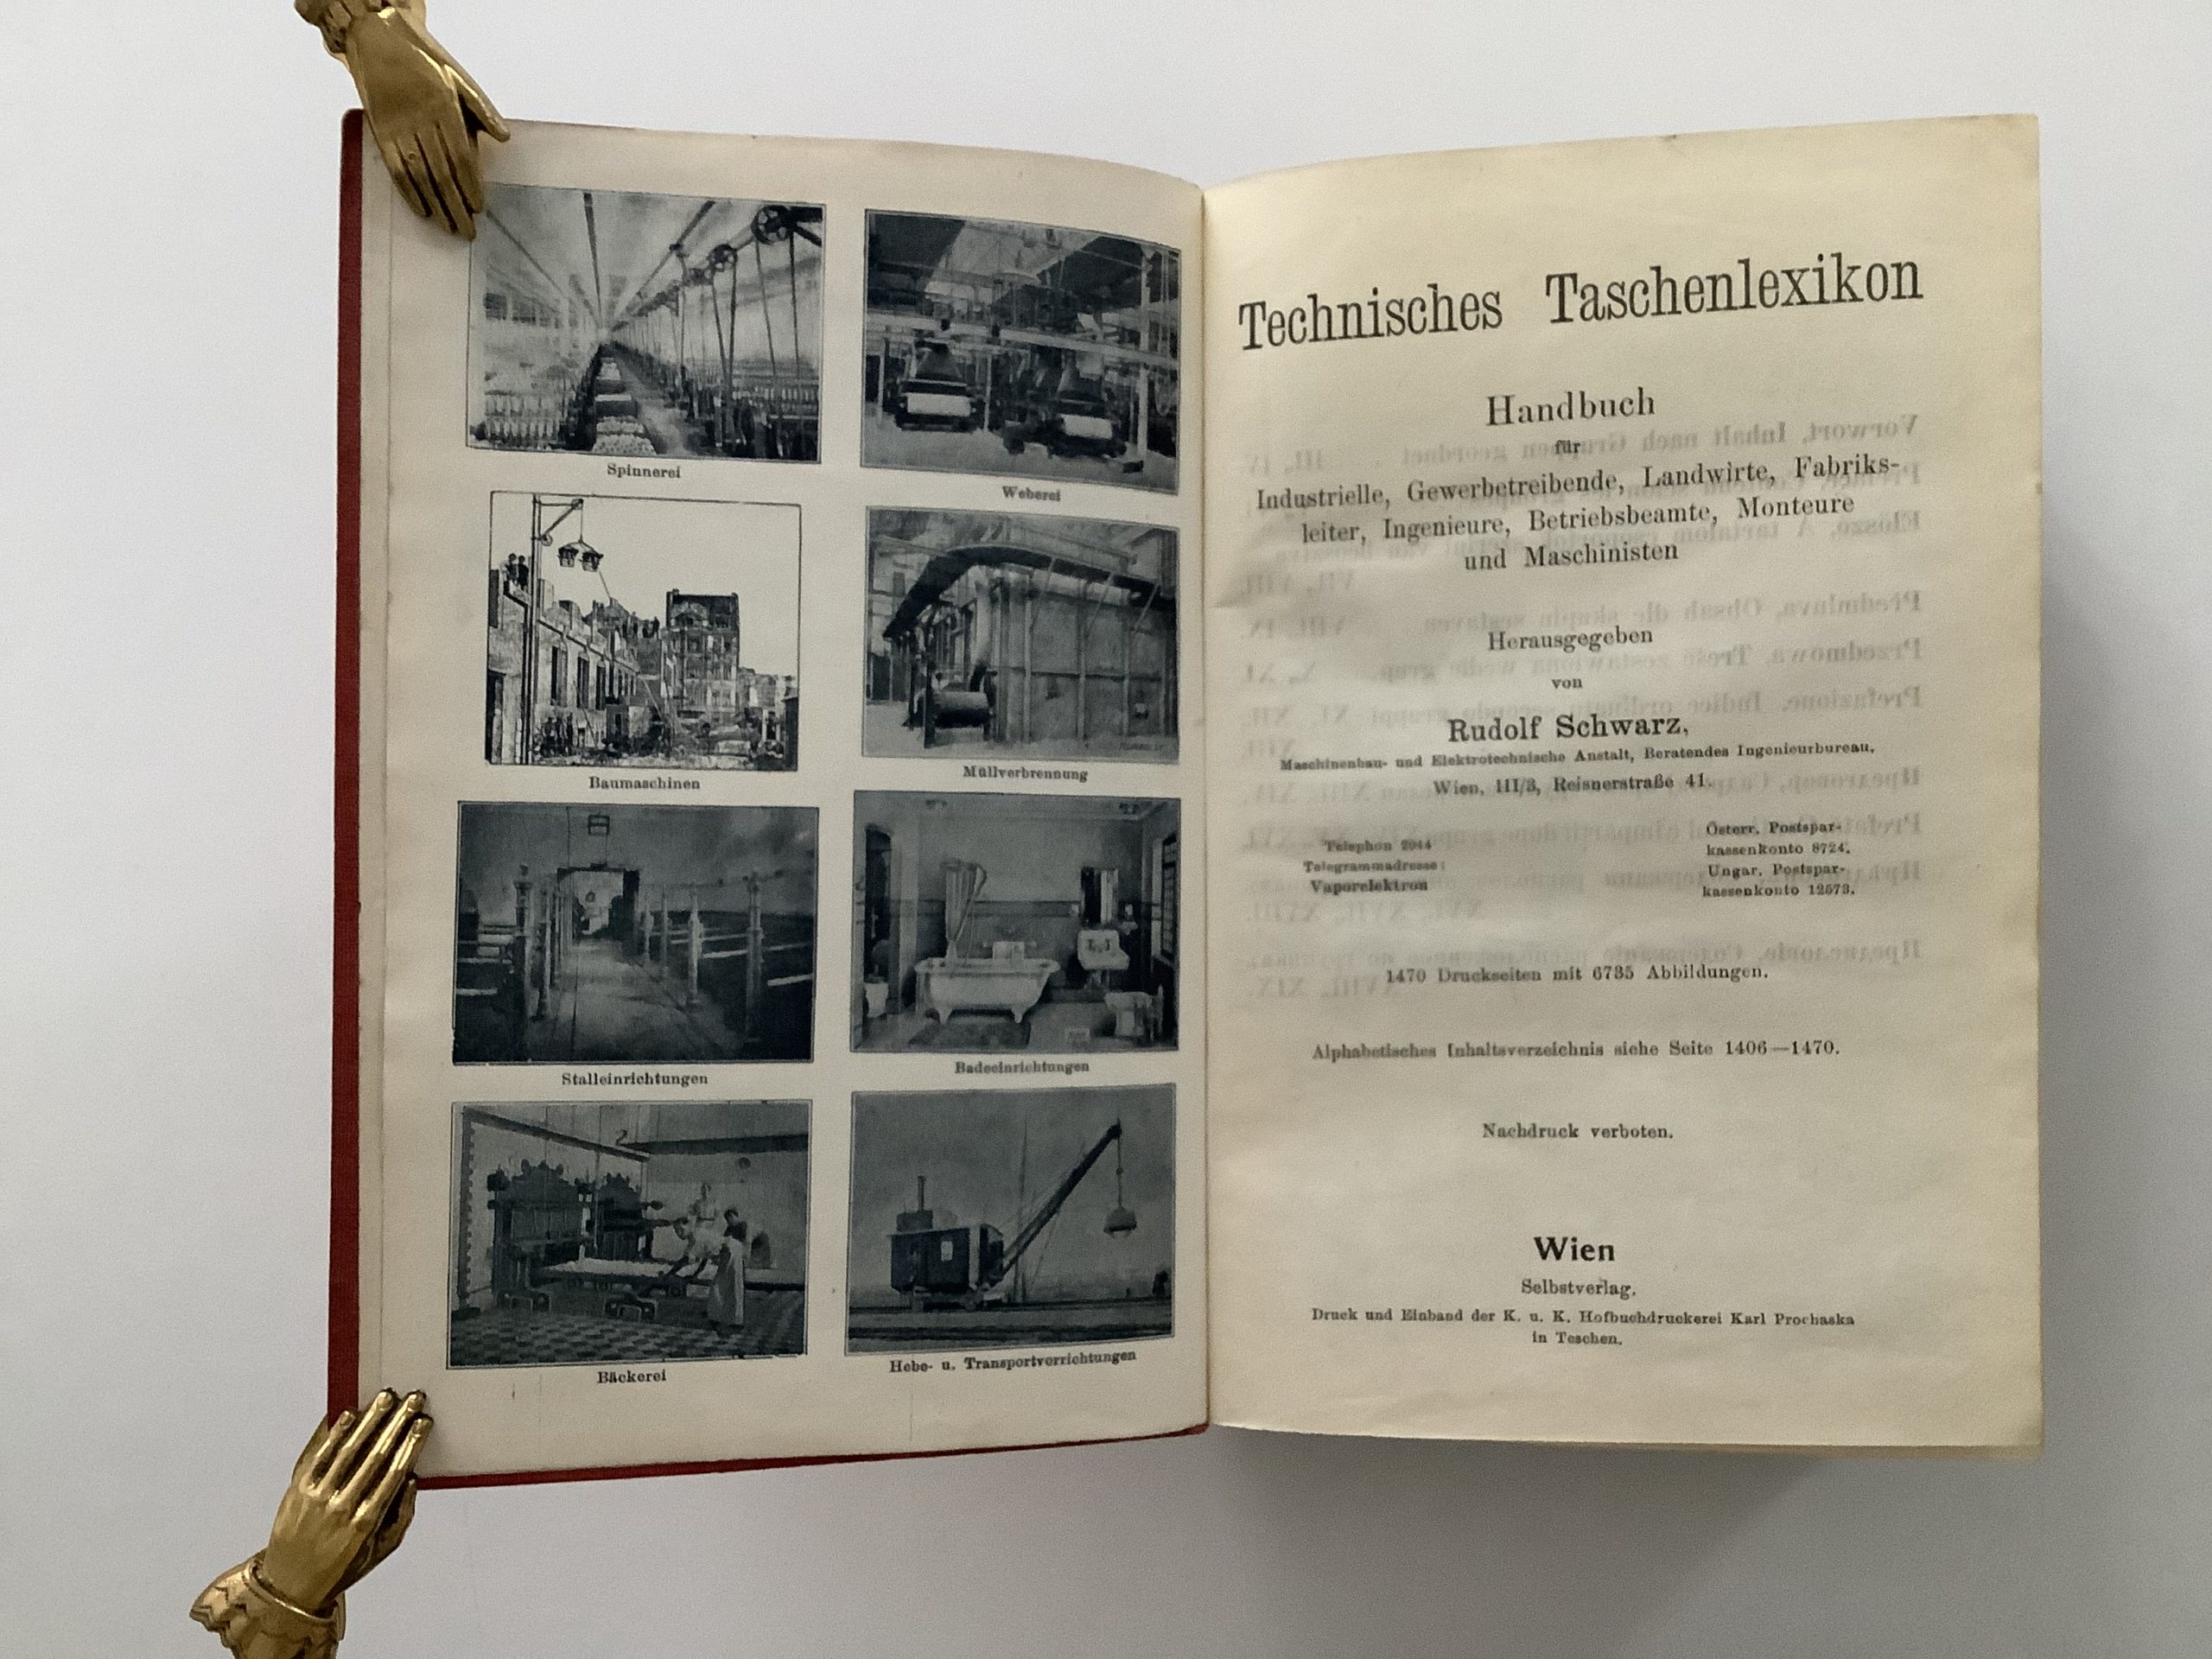 Spinnerei
Weberei
Baumaschinen
Müllverbrennung
Stalleinrichtungen
Badeeinrichtungen
Bäckerei
Hebe- u. Transportvorrichtungen
Technisches Taschenlexikon
Handbuch
für
Industrielle, Gewerbetreibende, Landwirte, Fabriks-
leiter, Ingenieure, Betriebsbeamte, Monteure
und Maschinisten
Herausgegeben
von
Rudolf Schwarz,
Maschinenbau- und Elektrotechnische Anstalt, Beratendes Ingenieurbureau,
Wien, III/3, Reisnerstraße 41.
Telephon 2944
Telegrammadresse:
Vaporelektron
Österr. Postspar-
kassenkonto 8724.
Ungar. Postspar-
kassenkonto 12573.
1470 Druckseiten mit 6735 Abbildungen.
Alphabetisches Inhaltsverzeichnis siehe Seite 1406—1470.
Nachdruck verboten.
Wien
Selbstverlag.
Druck und Einband der K. u. K. Hofbuchdruckerei Karl Prochaska
in Teschen.